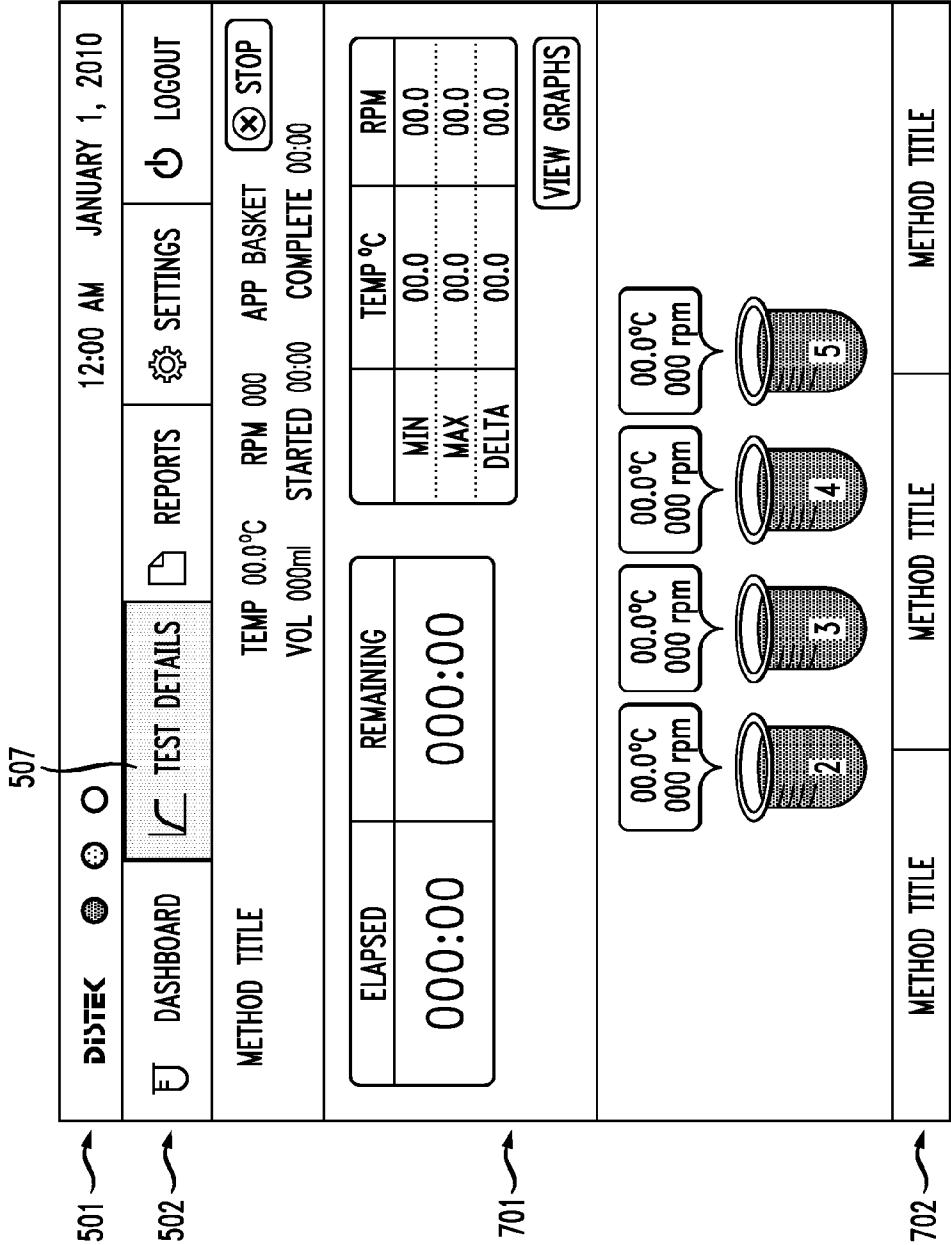 507
501
DISTEK 12:00 AM JANUARY 1, 2010
502
DASHBOARD TEST DETAILS REPORTS SETTINGS LOGOUT
METHOD TITLE TEMP 00.0°C RPM 000 APP BASKET STOP
VOL 000ml STARTED 00:00 COMPLETE 00:00
701
ELAPSED REMAINING
000:00 000:00
TEMP °C RPM
MIN 00.0 00.0
MAX 00.0 00.0
DELTA 00.0 00.0
VIEW GRAPHS
00.0°C 00.0°C 00.0°C 00.0°C
000 rpm 000 rpm 000 rpm 000 rpm
2 3 4 5
702
METHOD TITLE METHOD TITLE METHOD TITLE